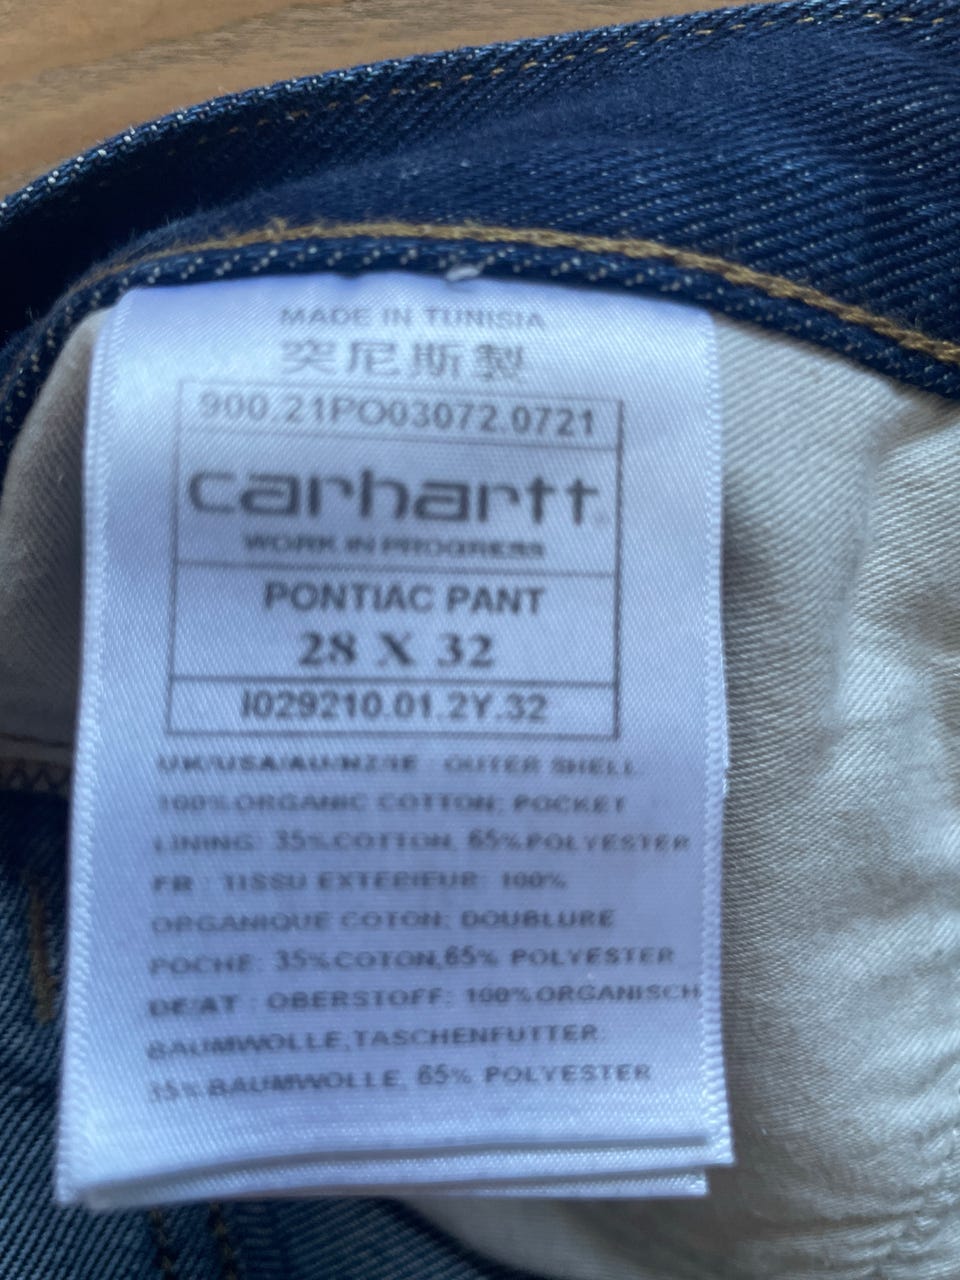 MADE IN TUNISIA
突尼斯製
900.21PO03072.0721
carhartt
WORK IN PROGRESS
PONTIAC PANT
28 X 32
I029210.01.2Y.32
UK/USA/AU/NZ/IE : OUTER SHELL:
100%ORGANIC COTTON; POCKET
LINING: 35%COTTON, 65%POLYESTER
FR : TISSU EXTERIEUR: 100%
ORGANIQUE COTON; DOUBLURE
POCHE: 35%COTON,65% POLYESTER
DE/AT : OBERSTOFF: 100%ORGANISCH
BAUMWOLLE,TASCHENFUTTER:
35%BAUMWOLLE, 65% POLYESTER